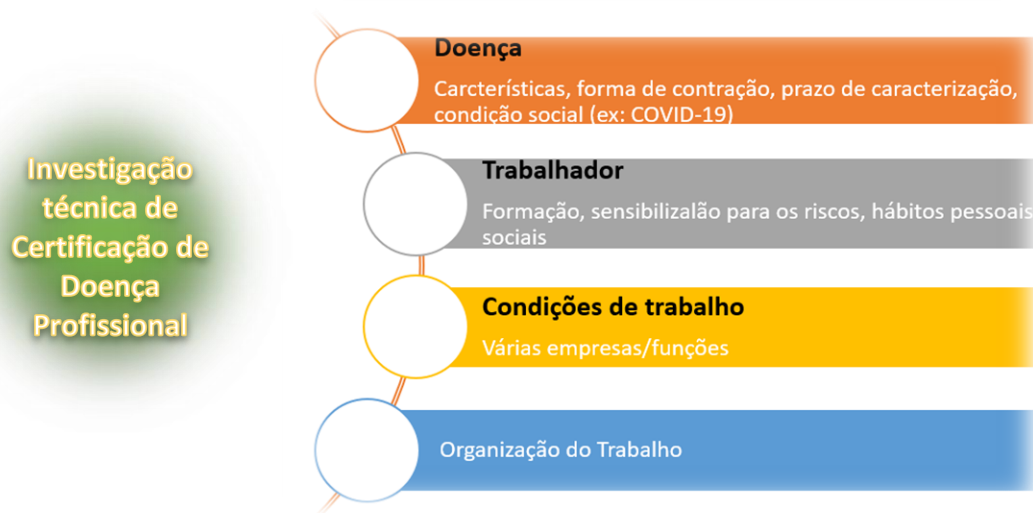 Investigação
técnica de
Certificação de
Doença
Profissional
Doença
Carcterísticas, forma de contração, prazo de caracterização,
condição social (ex: COVID-19)
Trabalhador
Formação, sensibilizalão para os riscos, hábitos pessoais
sociais
Condições de trabalho
Várias empresas/funções
Organização do Trabalho